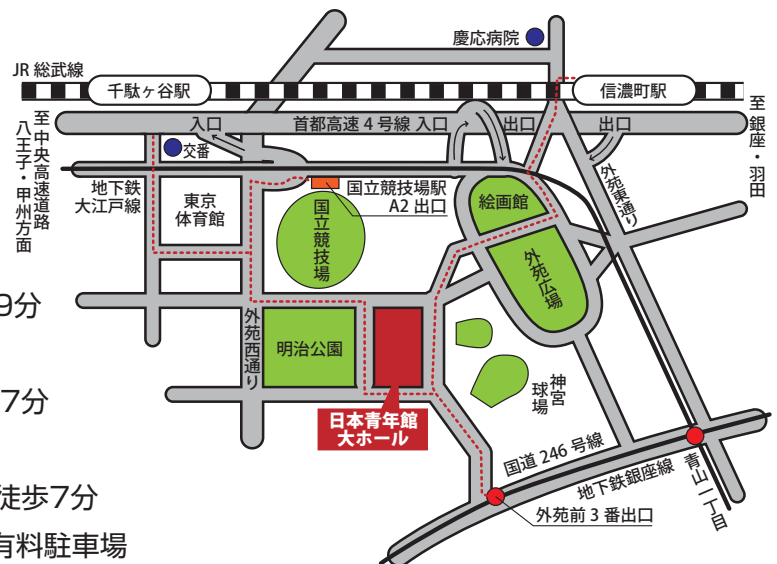 慶応病院
JR 総武線
千駄ヶ谷駅
信濃町駅
至中央高速道路
八王子・甲州方面
入口
首都高速 4 号線 入口
出口
出口
至銀座・羽田
交番
地下鉄
大江戸線
東京
体育館
国立競技場駅
A2 出口
国立競技場
絵画館
外苑東通り
外苑広場
9分
外苑西通り
明治公園
7分
神宮
球場
日本青年館
大ホール
国道 246 号線
地下鉄銀座線
青山一丁目
徒歩7分
外苑前 3 番出口
有料駐車場